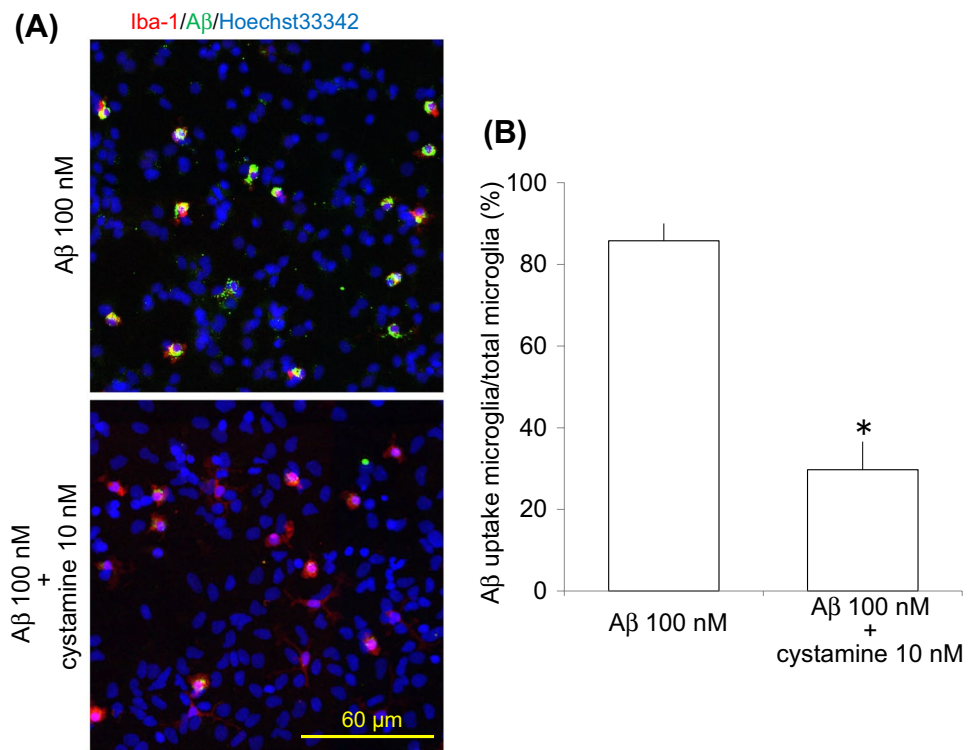 (A)
Iba-1/Aβ/Hoechst33342
Aβ 100 nM
Aβ 100 nM
+
cystamine 10 nM
60 μm
(B)
Aβ uptake microglia/total microglia (%)
100
80
60
40
20
0
Aβ 100 nM
Aβ 100 nM
+
cystamine 10 nM
*